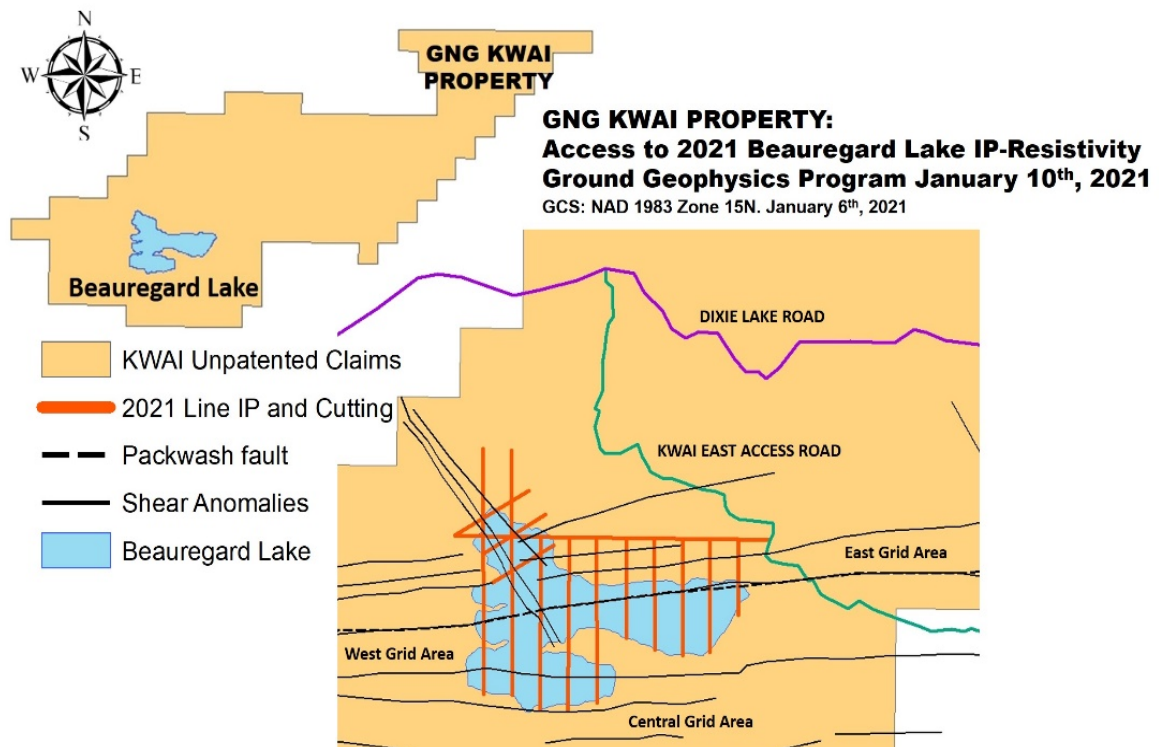 N
W
E
S
GNG KWAI
PROPERTY
Beauregard Lake
GNG KWAI PROPERTY:
Access to 2021 Beauregard Lake IP-Resistivity
Ground Geophysics Program January 10th, 2021
GCS: NAD 1983 Zone 15N. January 6th, 2021
KWAI Unpatented Claims
2021 Line IP and Cutting
Packwash fault
Shear Anomalies
Beauregard Lake
DIXIE LAKE ROAD
KWAI EAST ACCESS ROAD
East Grid Area
West Grid Area
Central Grid Area